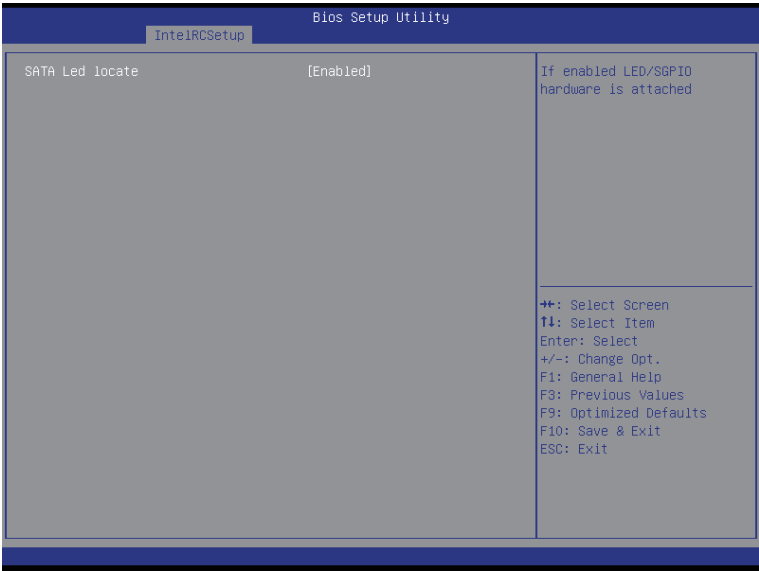 Bios Setup Utility
IntelRCSetup
SATA Led locate [Enabled]
If enabled LED/SGPIO
hardware is attached
→←: Select Screen
↑↓: Select Item
Enter: Select
+/-: Change Opt.
F1: General Help
F3: Previous Values
F9: Optimized Defaults
F10: Save & Exit
ESC: Exit